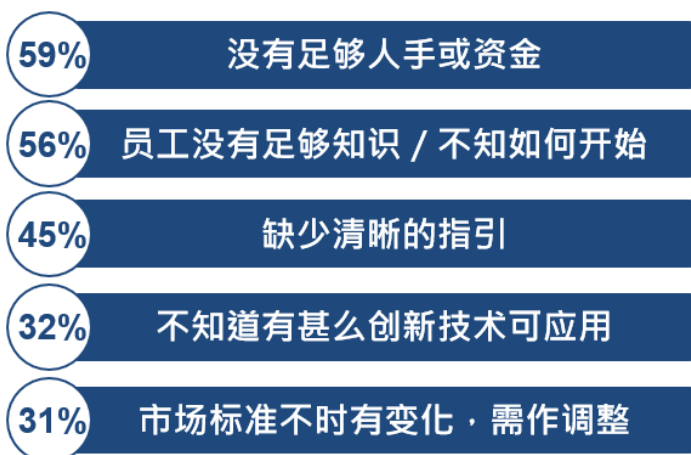 59% 没有足够人手或资金
56% 员工没有足够知识 / 不知如何开始
45% 缺少清晰的指引
32% 不知道有甚么创新技术可应用
31% 市场标准不时有变化，需作调整